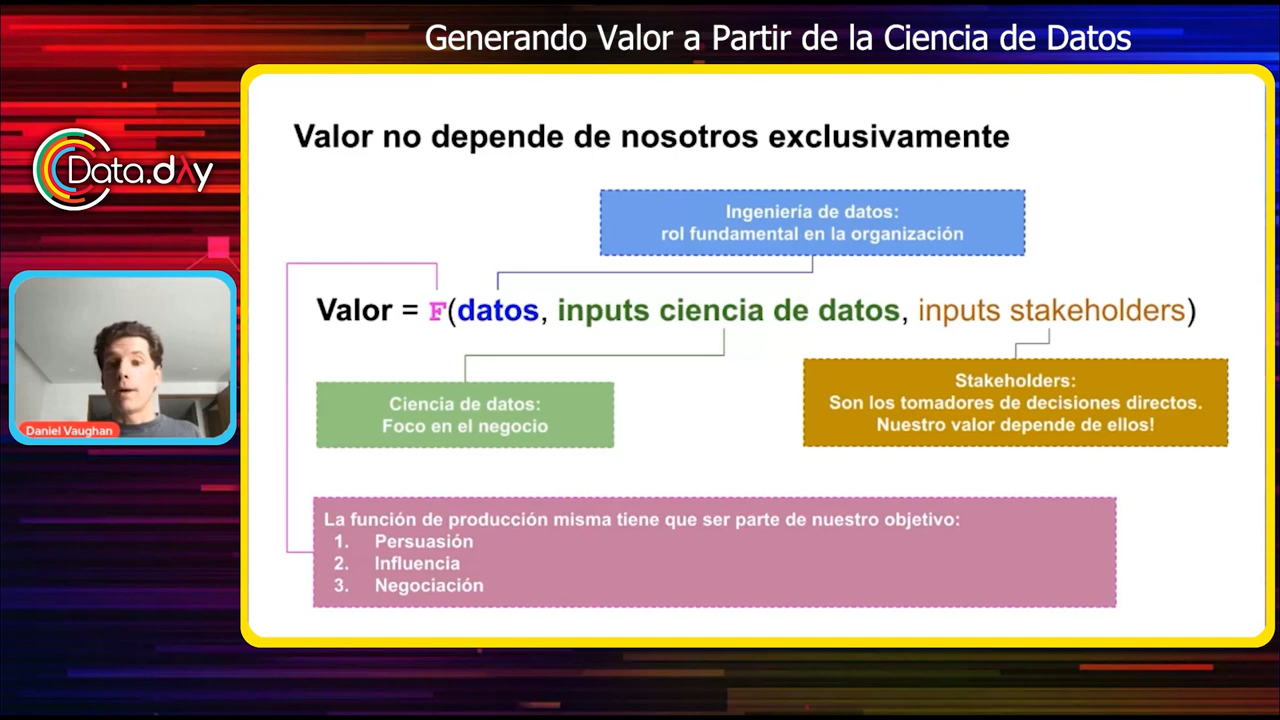 Generando Valor a Partir de la Ciencia de Datos
Data.dλy
Daniel Vaughan
Valor no depende de nosotros exclusivamente
Ingeniería de datos:
rol fundamental en la organización
Valor = F(datos, inputs ciencia de datos, inputs stakeholders)
Ciencia de datos:
Foco en el negocio
Stakeholders:
Son los tomadores de decisiones directos.
Nuestro valor depende de ellos!
La función de producción misma tiene que ser parte de nuestro objetivo:
1. Persuasión
2. Influencia
3. Negociación